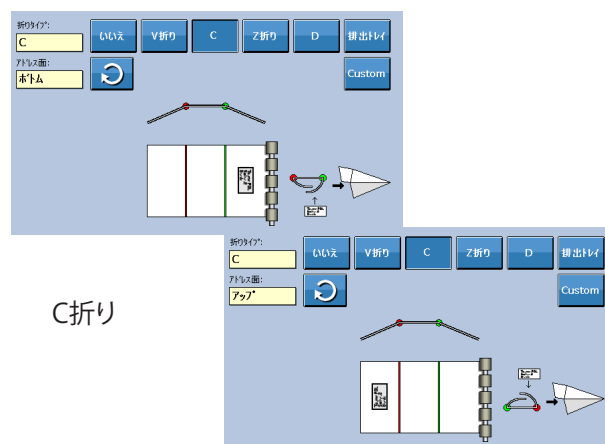 折りタイプ:
C
いいえ
V折り
C
Z折り
D
排出トレイ
アドレス面:
ボトム
Custom
折りタイプ:
C
いいえ
V折り
C
Z折り
D
排出トレイ
アドレス面:
アップ
Custom
C折り